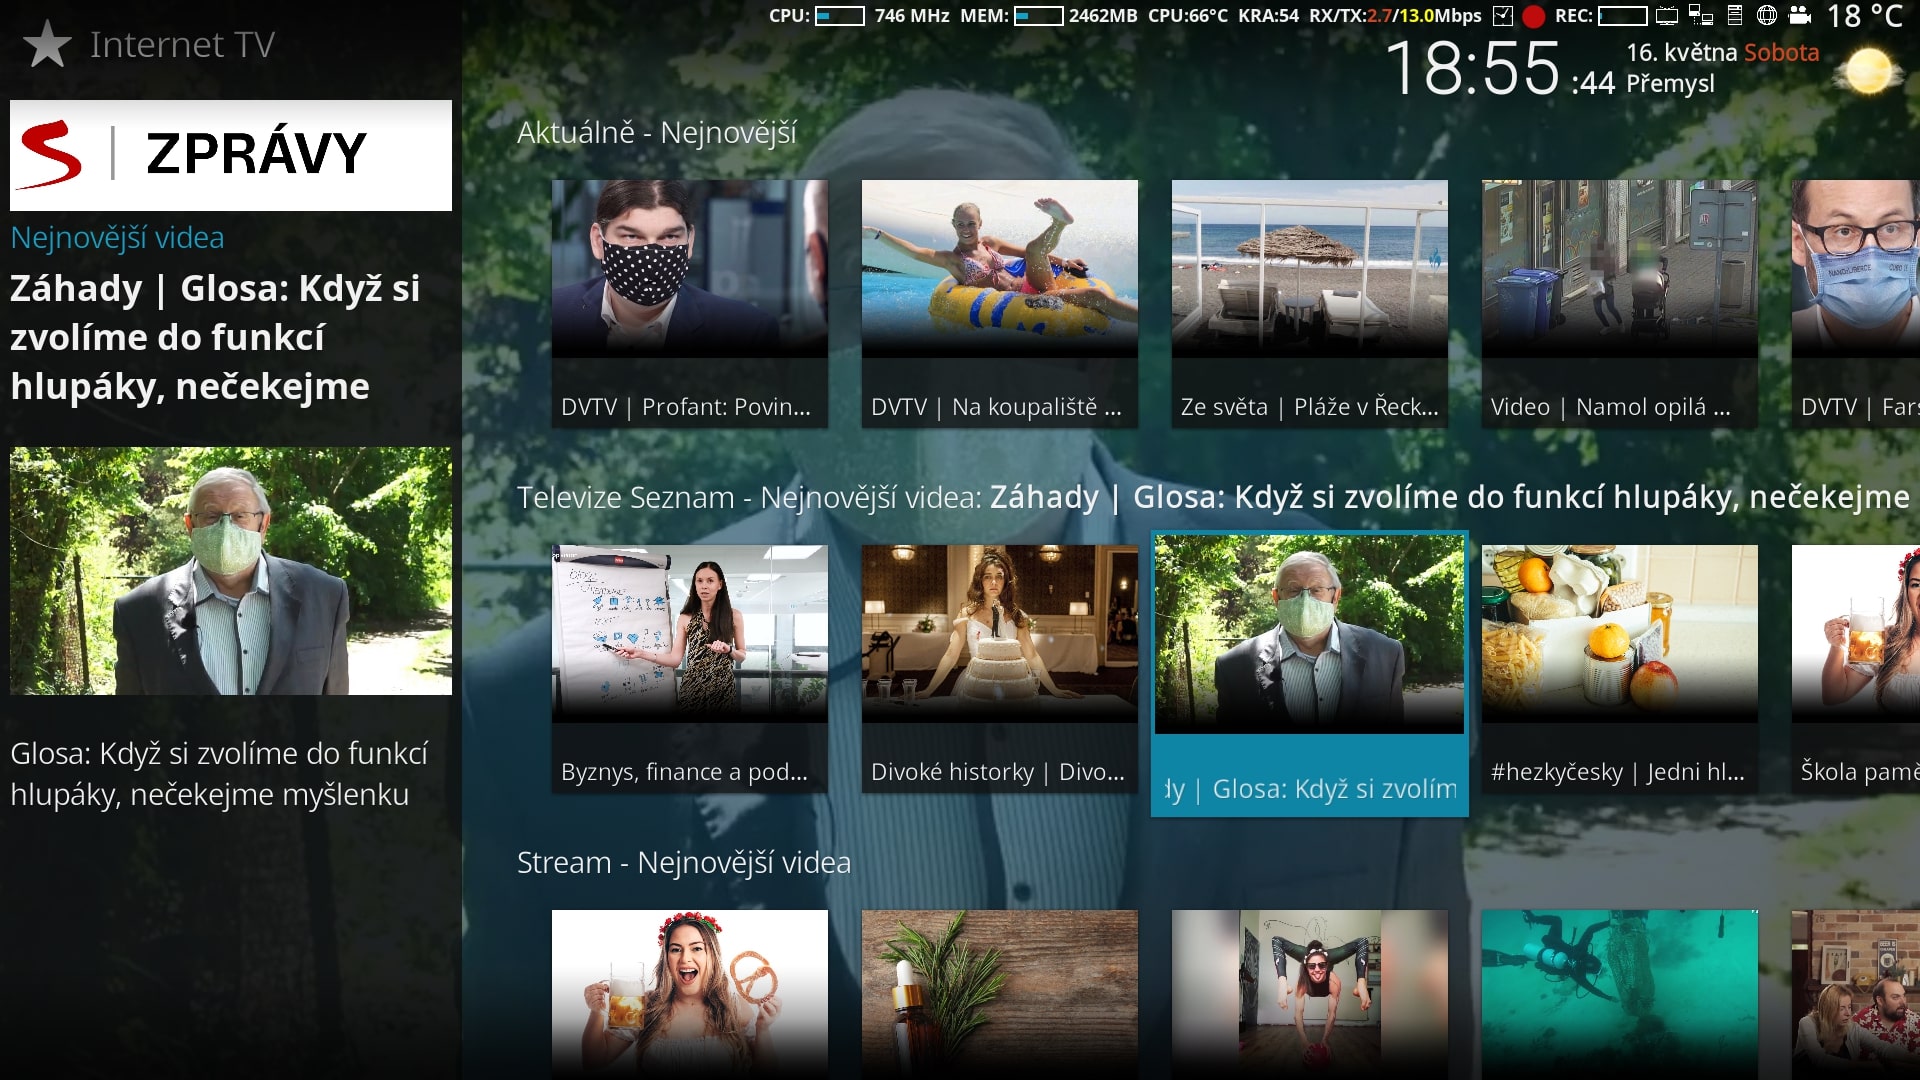 CPU: 746 MHz MEM: 2462MB CPU:66°C KRA:54 RX/TX:2.7/13.0Mbps REC: 18 °C
Internet TV
18:55 :44
16. května Sobota
Přemysl
ZPRÁVY
Nejnovější videa
Záhady | Glosa: Když si
zvolíme do funkcí
hlupáky, nečekejme
Glosa: Když si zvolíme do funkcí
hlupáky, nečekejme myšlenku
Aktuálně - Nejnovější
DVTV | Profant: Povin...
DVTV | Na koupaliště ...
Ze světa | Pláže v Řeck...
Video | Namol opilá ...
DVTV | Fars
Televize Seznam - Nejnovější videa: Záhady | Glosa: Když si zvolíme do funkcí hlupáky, nečekejme
Byznys, finance a pod...
Divoké historky | Divo...
dy | Glosa: Když si zvolím
#hezkyčesky | Jedni hl...
Škola pamě
Stream - Nejnovější videa